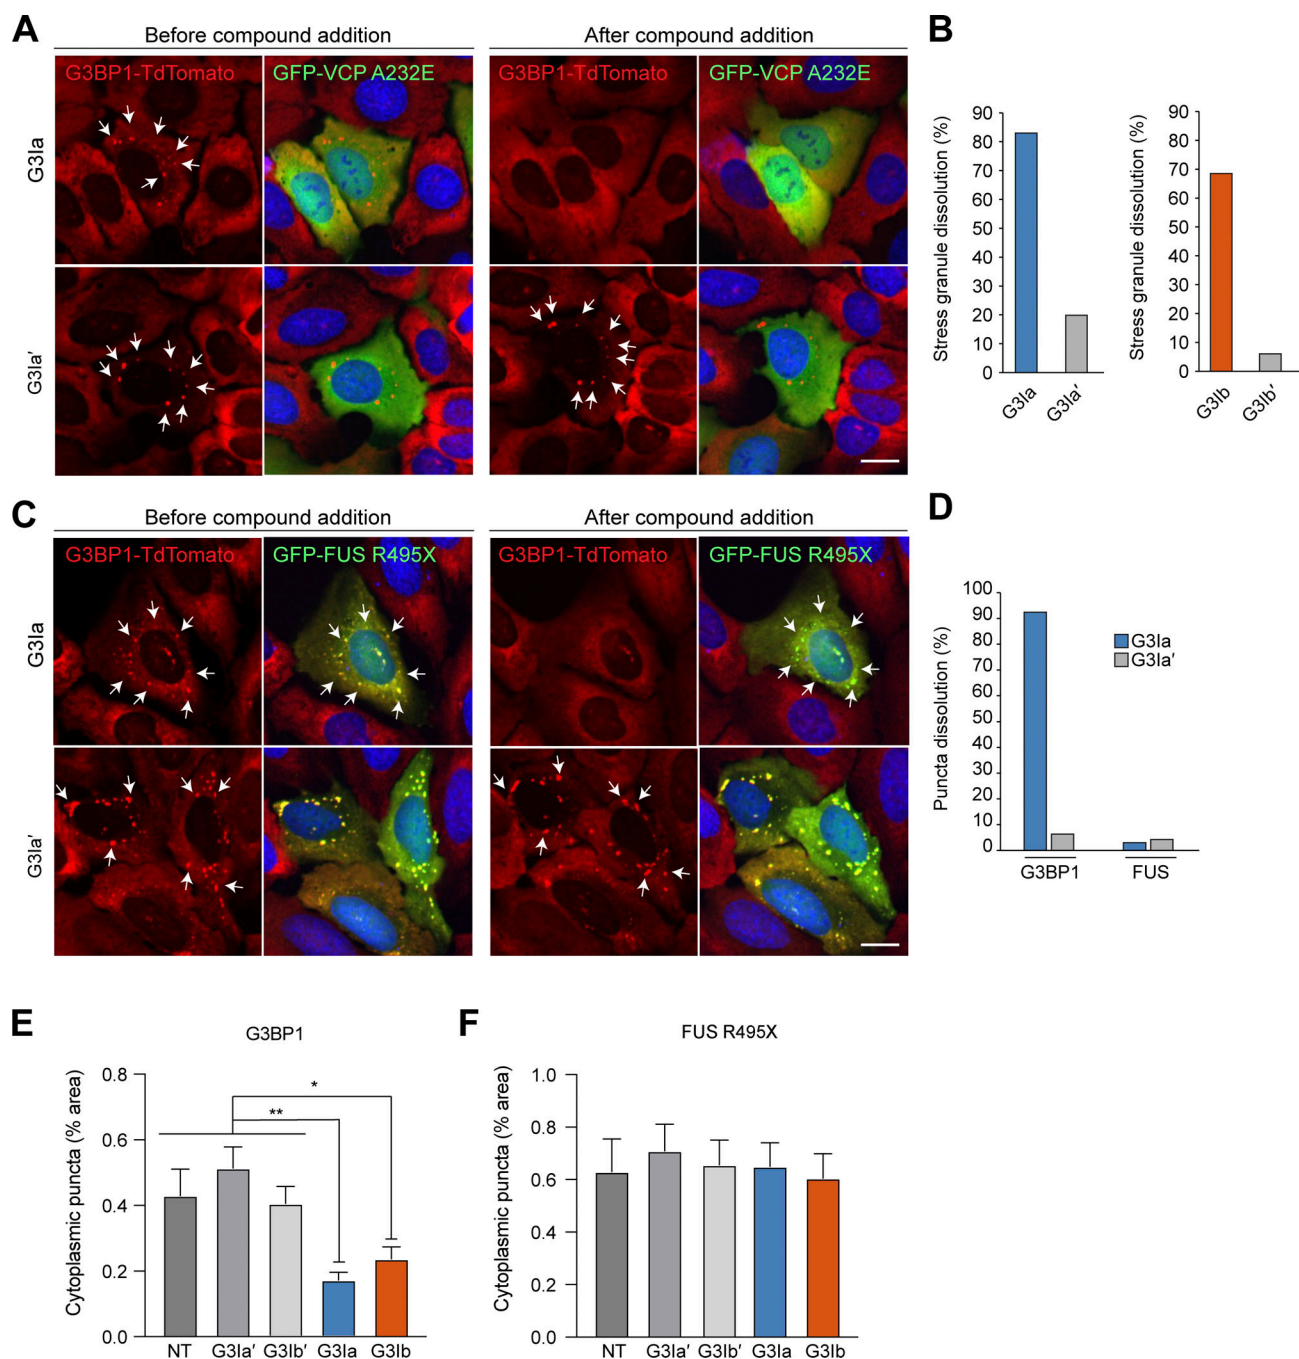 A
Before compound addition
After compound addition
G3BP1-TdTomato
GFP-VCP A232E
G3BP1-TdTomato
GFP-VCP A232E
G3Ia
G3Ia′
B
Stress granule dissolution (%)
90
80
70
60
50
40
30
20
10
0
G3Ia
G3Ia′
Stress granule dissolution (%)
90
80
70
60
50
40
30
20
10
0
G3Ib
G3Ib′
C
Before compound addition
After compound addition
G3BP1-TdTomato
GFP-FUS R495X
G3BP1-TdTomato
GFP-FUS R495X
G3Ia
G3Ia′
D
Puncta dissolution (%)
100
90
80
70
60
50
40
30
20
10
0
G3Ia
G3Ia′
G3BP1
FUS
E
G3BP1
Cytoplasmic puncta (% area)
0.8
0.6
0.4
0.2
0.0
*
**
NT
G3Ia′
G3Ib′
G3Ia
G3Ib
F
FUS R495X
Cytoplasmic puncta (% area)
1.0
0.8
0.6
0.4
0.2
0.0
NT
G3Ia′
G3Ib′
G3Ia
G3Ib